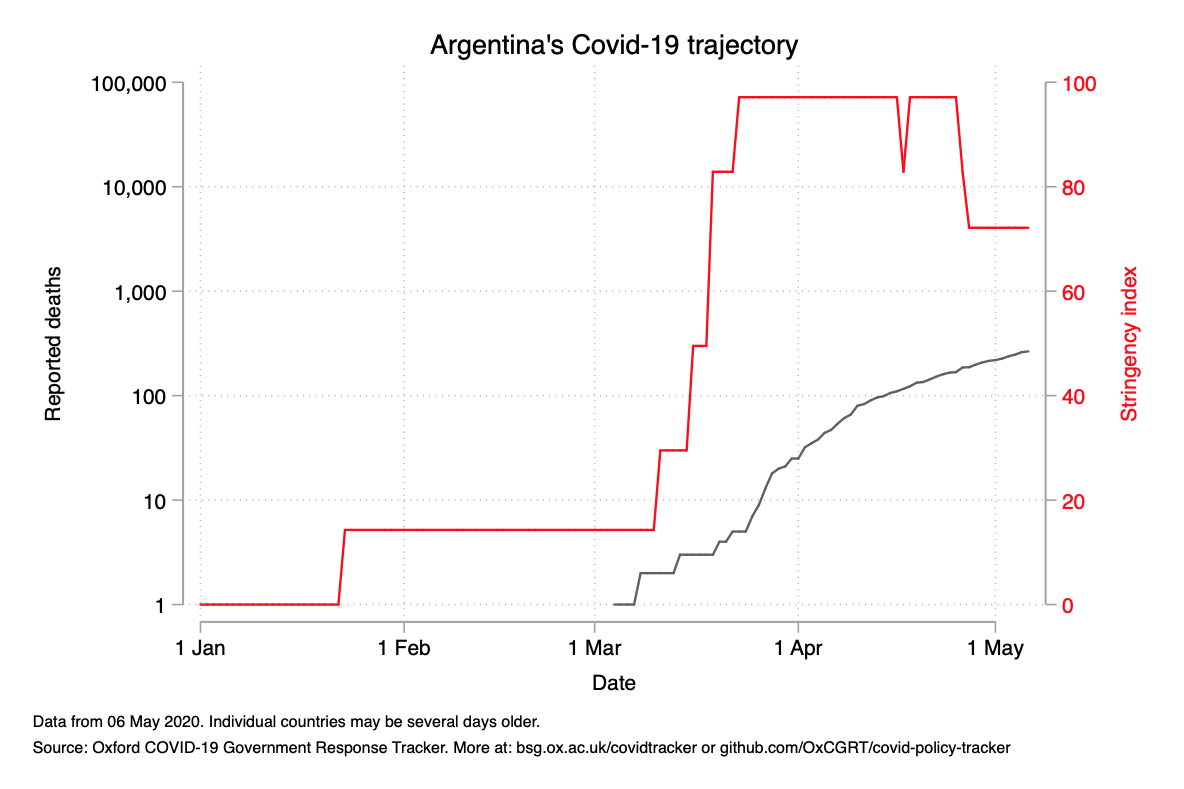 Argentina's Covid-19 trajectory
100,000
10,000
1,000
100
10
1
Reported deaths
100
80
60
40
20
0
Stringency index
1 Jan
1 Feb
1 Mar
1 Apr
1 May
Date
Data from 06 May 2020. Individual countries may be several days older.
Source: Oxford COVID-19 Government Response Tracker. More at: bsg.ox.ac.uk/covidtracker or github.com/OxCGRT/covid-policy-tracker